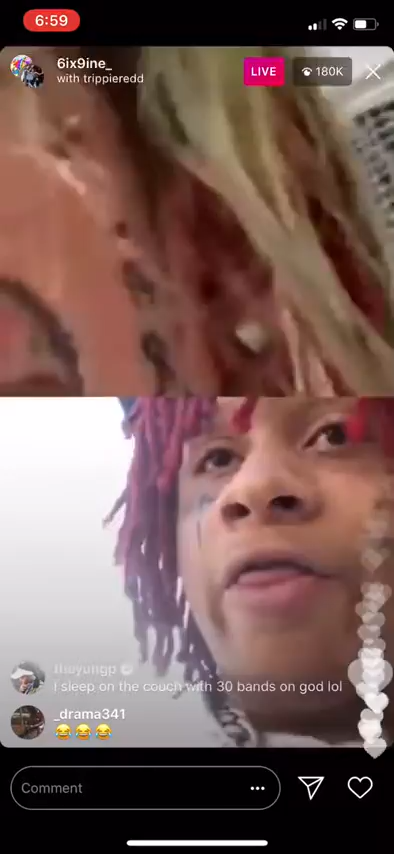 6:59
6ix9ine_
with trippieredd
LIVE
180K
theyungp
I sleep on the couch with 30 bands on god lol
_drama341
😂😂😂
Comment